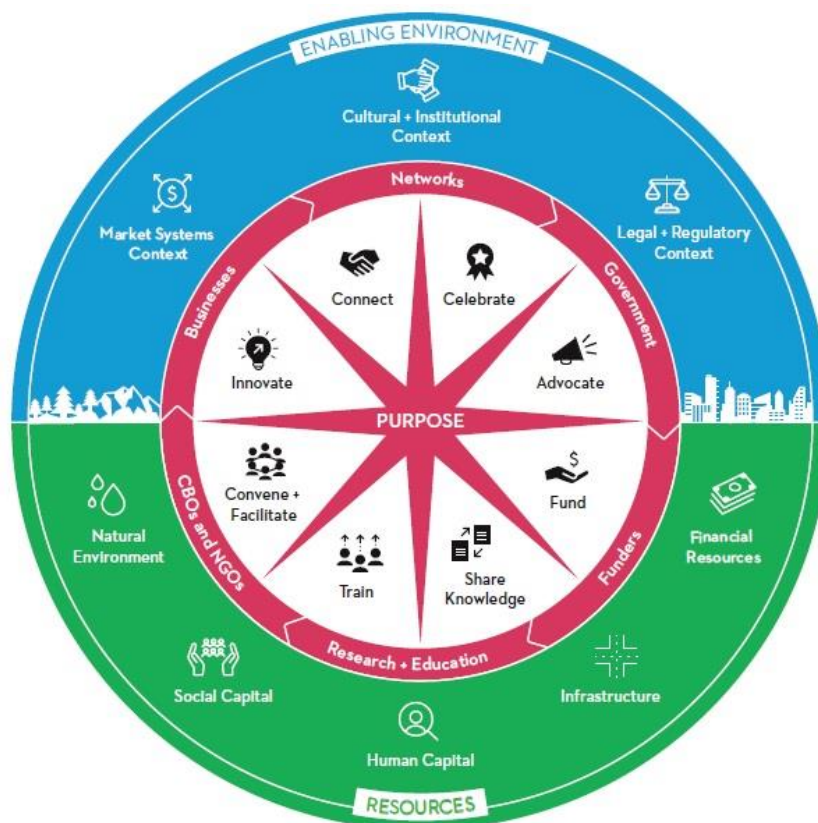 ENABLING ENVIRONMENT
Cultural + Institutional
Context
Market Systems
Context
Legal + Regulatory
Context
Networks
Businesses
Government
Connect
Celebrate
Innovate
Advocate
PURPOSE
Convene +
Facilitate
Fund
Train
Share
Knowledge
CBOs and NGOs
Funders
Research + Education
Natural
Environment
Financial
Resources
Social Capital
Infrastructure
Human Capital
RESOURCES